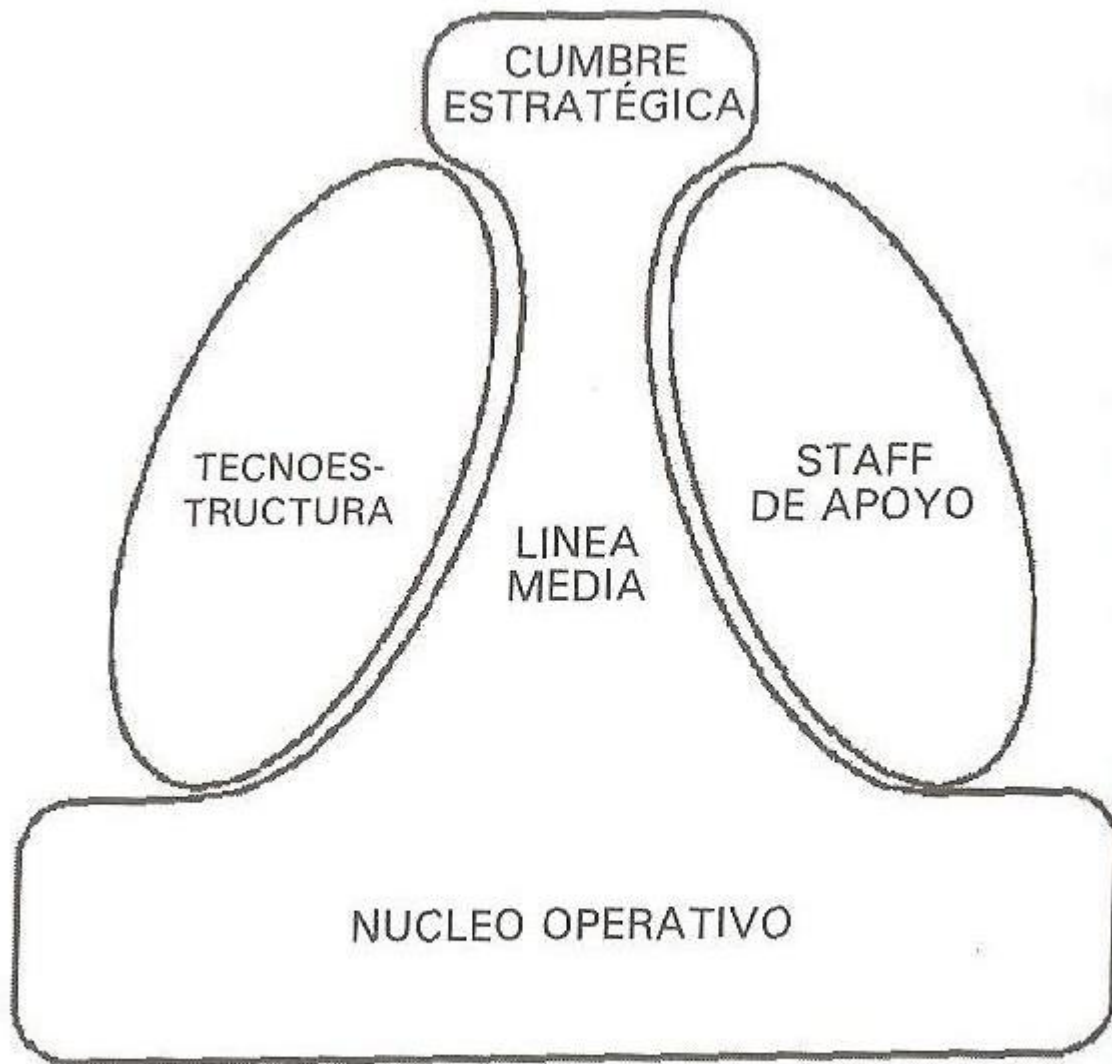 CUMBRE
ESTRATÉGICA
TECNOES-
TRUCTURA
STAFF
DE APOYO
LINEA
MEDIA
NUCLEO OPERATIVO